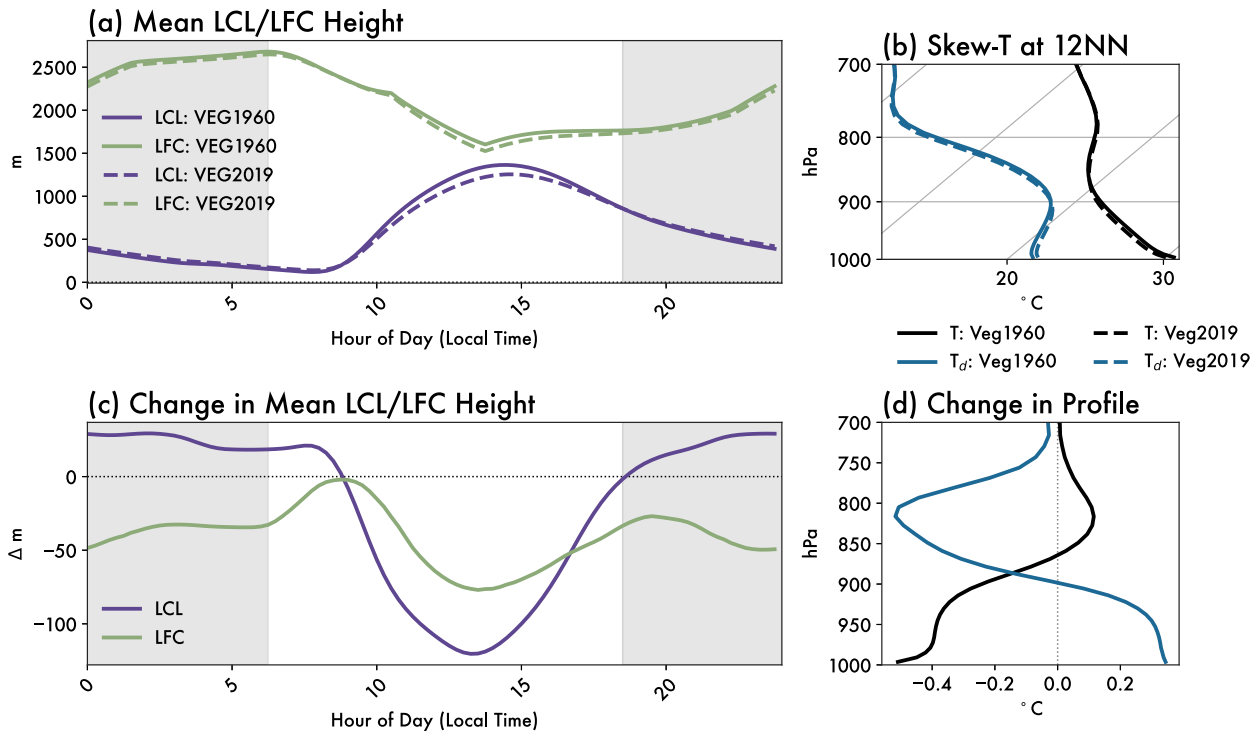 (a) Mean LCL/LFC Height
2500
2000
1500
1000
500
0
m
LCL: VEG1960
LFC: VEG1960
LCL: VEG2019
LFC: VEG2019
0
5
10
15
20
Hour of Day (Local Time)
(b) Skew-T at 12NN
700
800
900
1000
hPa
20
30
°C
T: Veg1960
T: Veg2019
Td: Veg1960
Td: Veg2019
(c) Change in Mean LCL/LFC Height
0
−50
−100
Δ m
LCL
LFC
0
5
10
15
20
Hour of Day (Local Time)
(d) Change in Profile
700
750
800
850
900
950
1000
hPa
−0.4
−0.2
0.0
0.2
°C